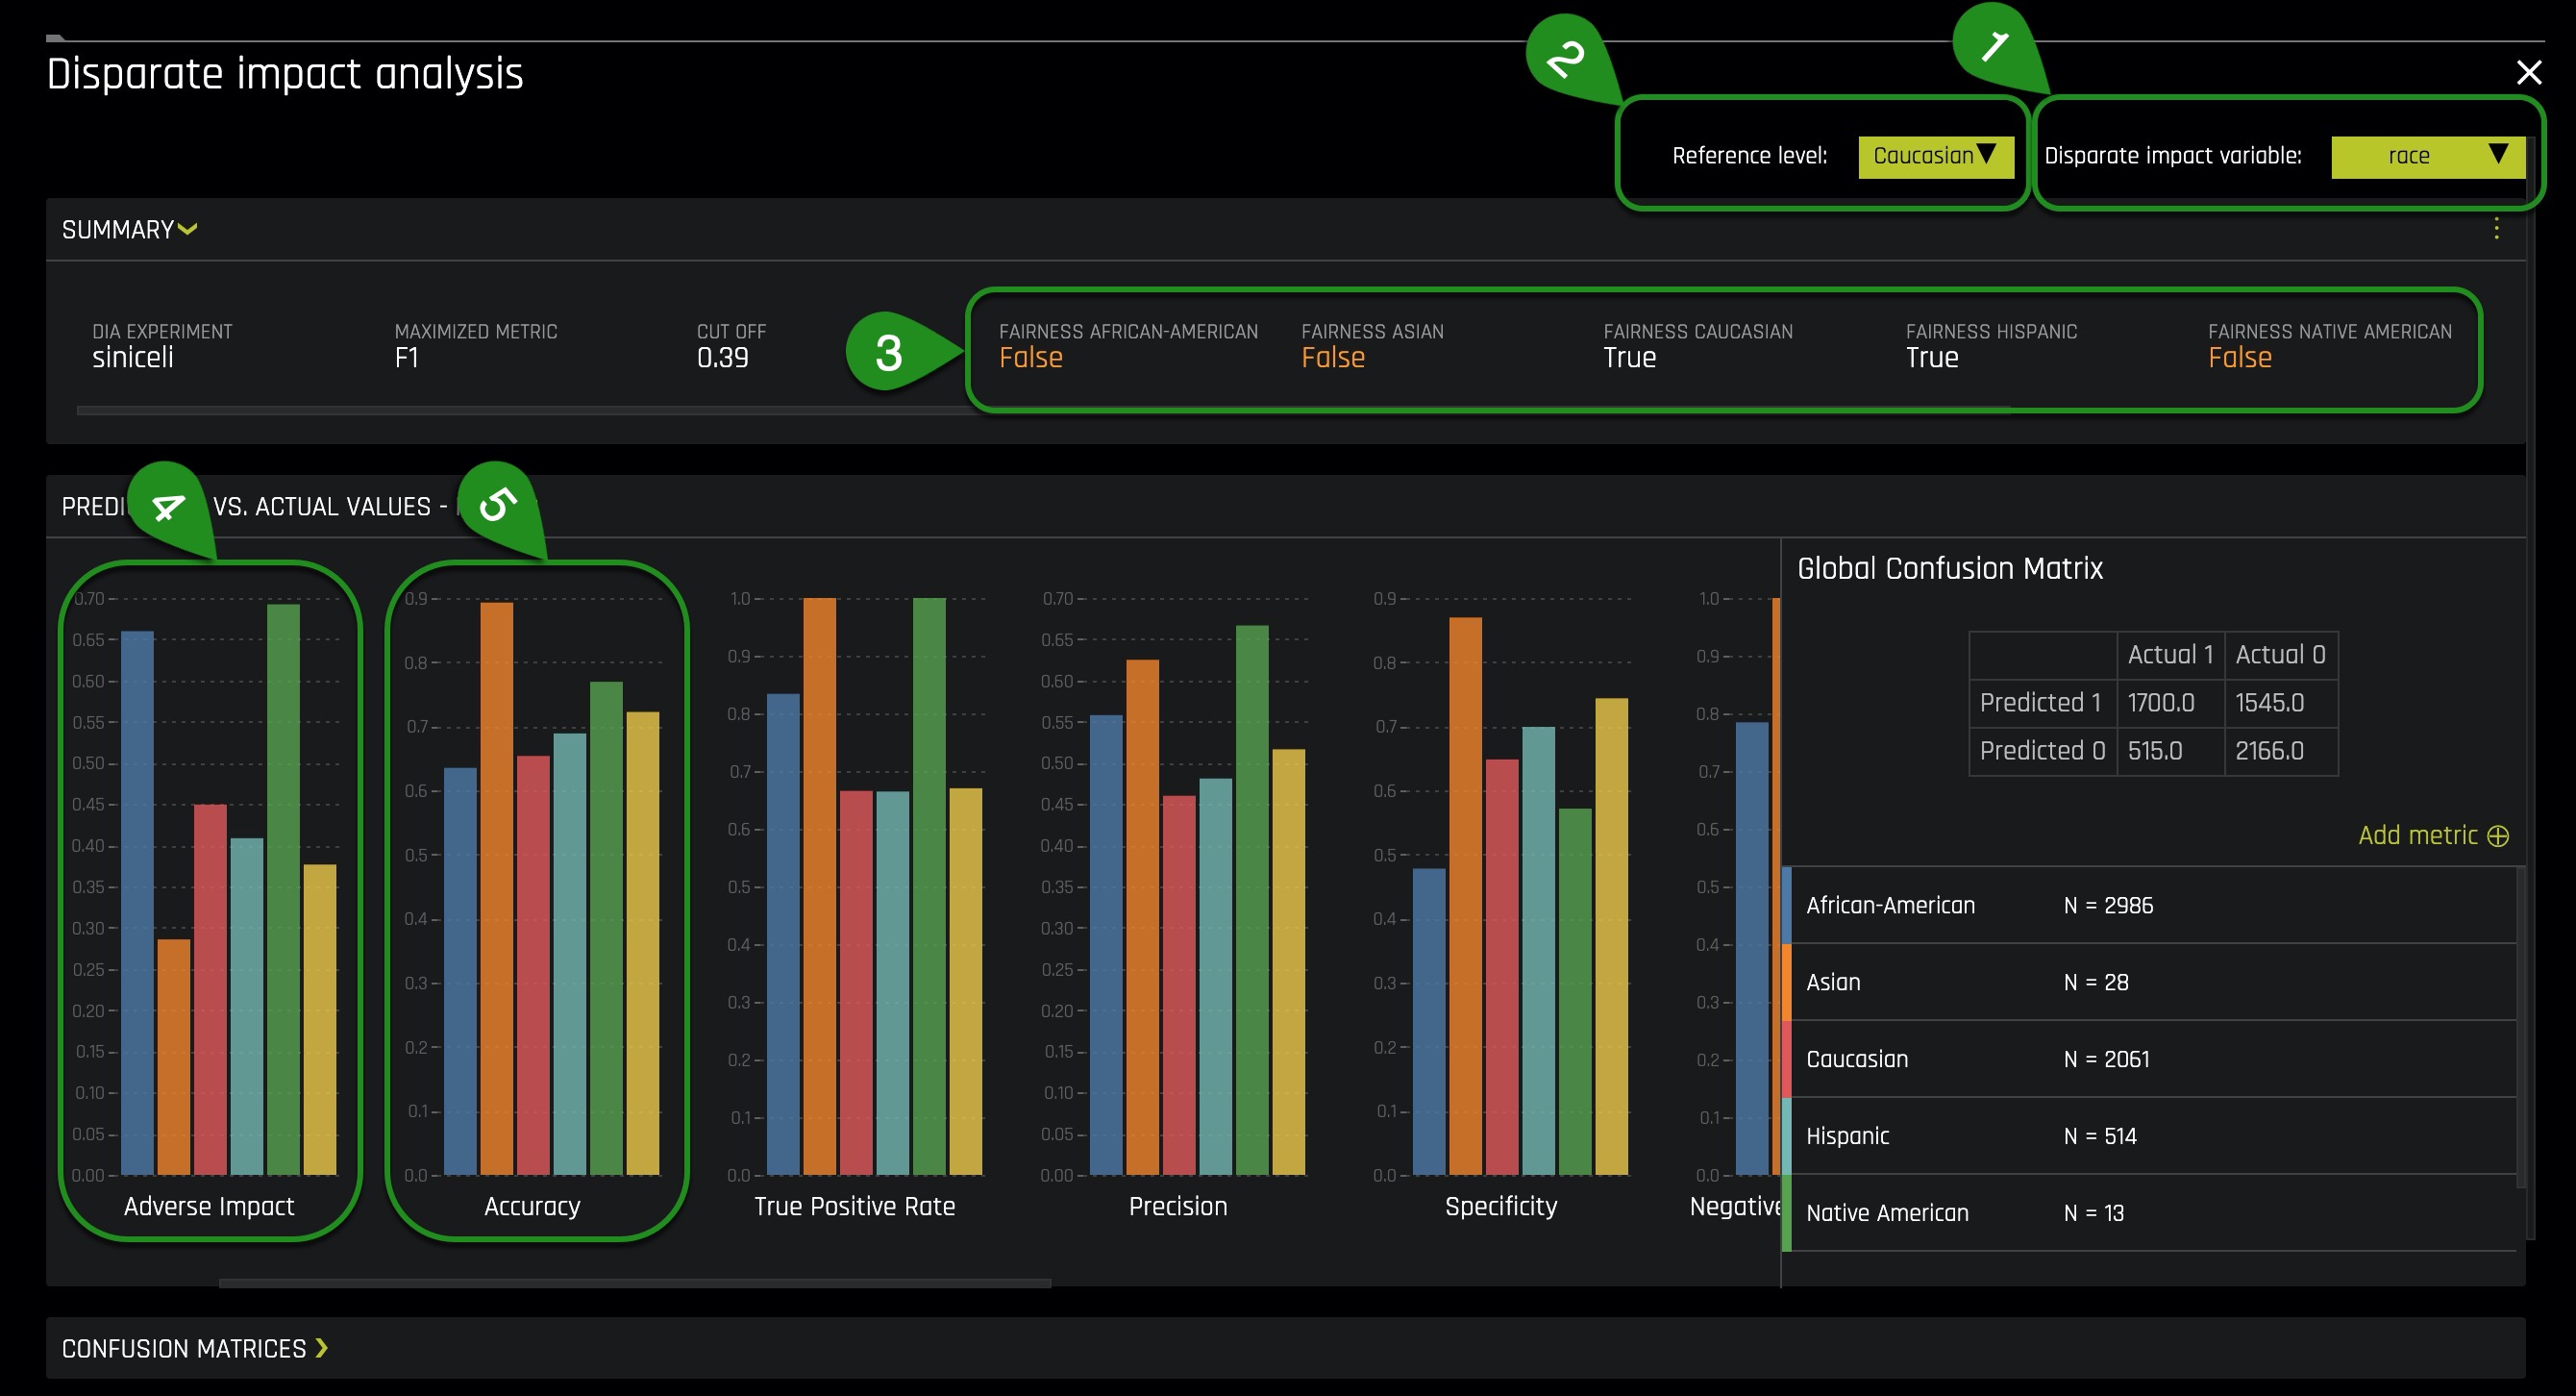 Disparate impact analysis
2
1
Reference level: Caucasian
Disparate impact variable: race
SUMMARY
DIA EXPERIMENT
siniceli
MAXIMIZED METRIC
F1
CUT OFF
0.39
3
FAIRNESS AFRICAN-AMERICAN
False
FAIRNESS ASIAN
False
FAIRNESS CAUCASIAN
True
FAIRNESS HISPANIC
True
FAIRNESS NATIVE AMERICAN
False
VS. ACTUAL VALUES -
4
5
0.70
0.65
0.60
0.55
0.50
0.45
0.40
0.35
0.30
0.25
0.20
0.15
0.10
0.05
0.00
Adverse Impact
0.9
0.8
0.7
0.6
0.5
0.4
0.3
0.2
0.1
0.0
Accuracy
1.0
0.9
0.8
0.7
0.6
0.5
0.4
0.3
0.2
0.1
0.0
True Positive Rate
0.70
0.65
0.60
0.55
0.50
0.45
0.40
0.35
0.30
0.25
0.20
0.15
0.10
0.05
0.00
Precision
0.9
0.8
0.7
0.6
0.5
0.4
0.3
0.2
0.1
0.0
Specificity
1.0
0.9
0.8
0.7
0.6
0.5
0.4
0.3
0.2
0.1
0.0
Negative
Global Confusion Matrix
Actual 1 Actual 0
Predicted 1 1700.0 1545.0
Predicted 0 515.0 2166.0
Add metric
African-American N = 2986
Asian N = 28
Caucasian N = 2061
Hispanic N = 514
Native American N = 13
CONFUSION MATRICES